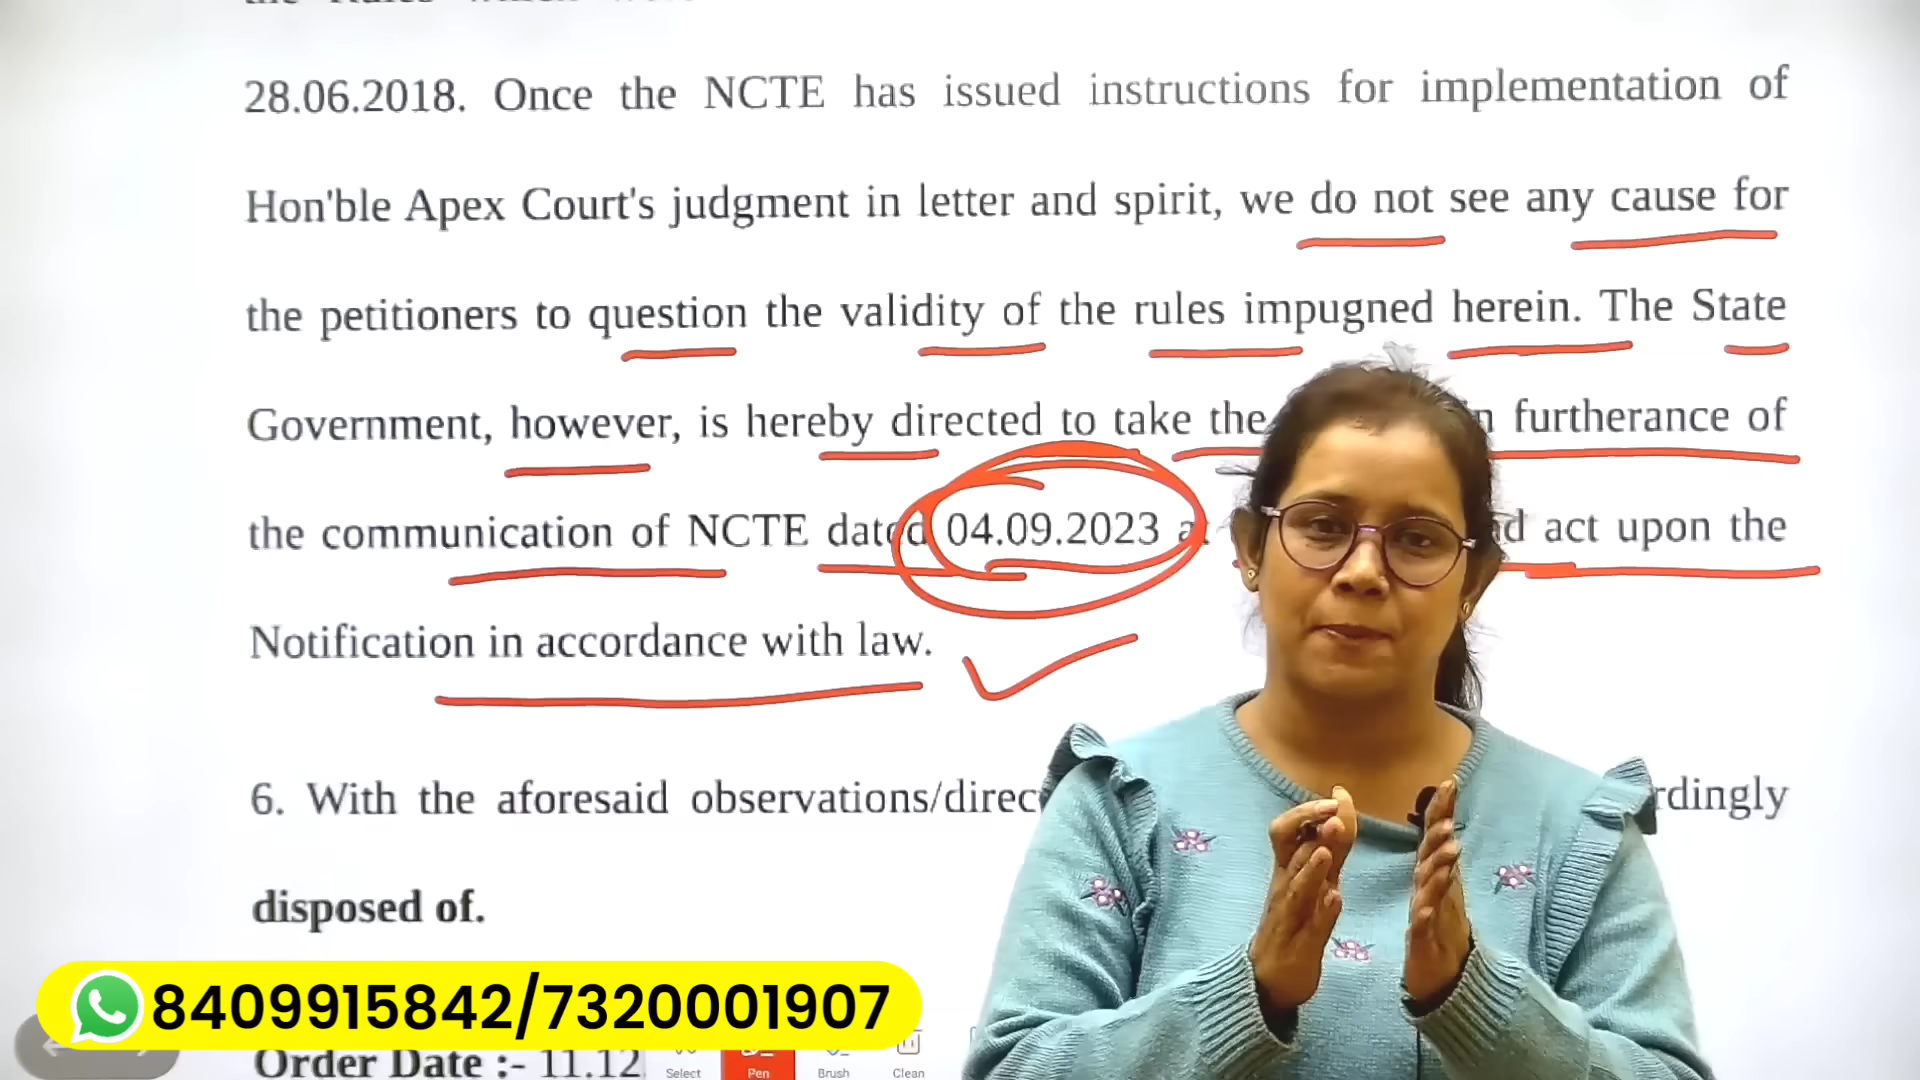 28.06.2018. Once the NCTE has issued instructions for implementation of
Hon'ble Apex Court's judgment in letter and spirit, we do not see any cause for
the petitioners to question the validity of the rules impugned herein. The State
Government, however, is hereby directed to take the furtherance of
the communication of NCTE dated 04.09.2023 act upon the
Notification in accordance with law.
6. With the aforesaid
disposed of.
8409915842/7320001907
Order Date :- 11.12
Select Pen Brush Clean